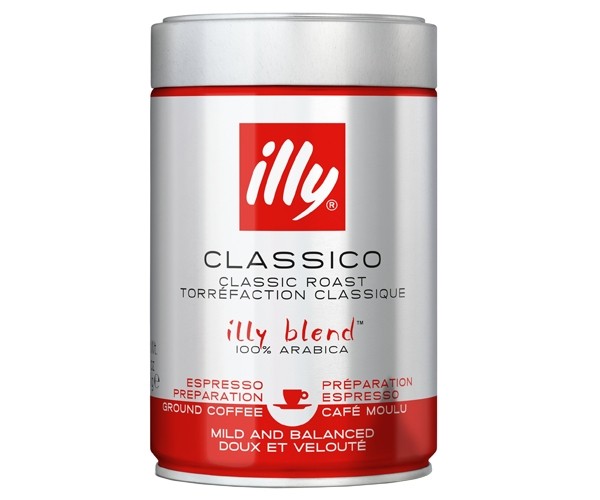 illy®
CLASSICO
CLASSIC ROAST
TORRÉFACTION CLASSIQUE
illy blend™
100% ARABICA
ESPRESSO
PREPARATION
GROUND COFFEE
PRÉPARATION
ESPRESSO
CAFÉ MOULU
MILD AND BALANCED
DOUX ET VELOUTÉ